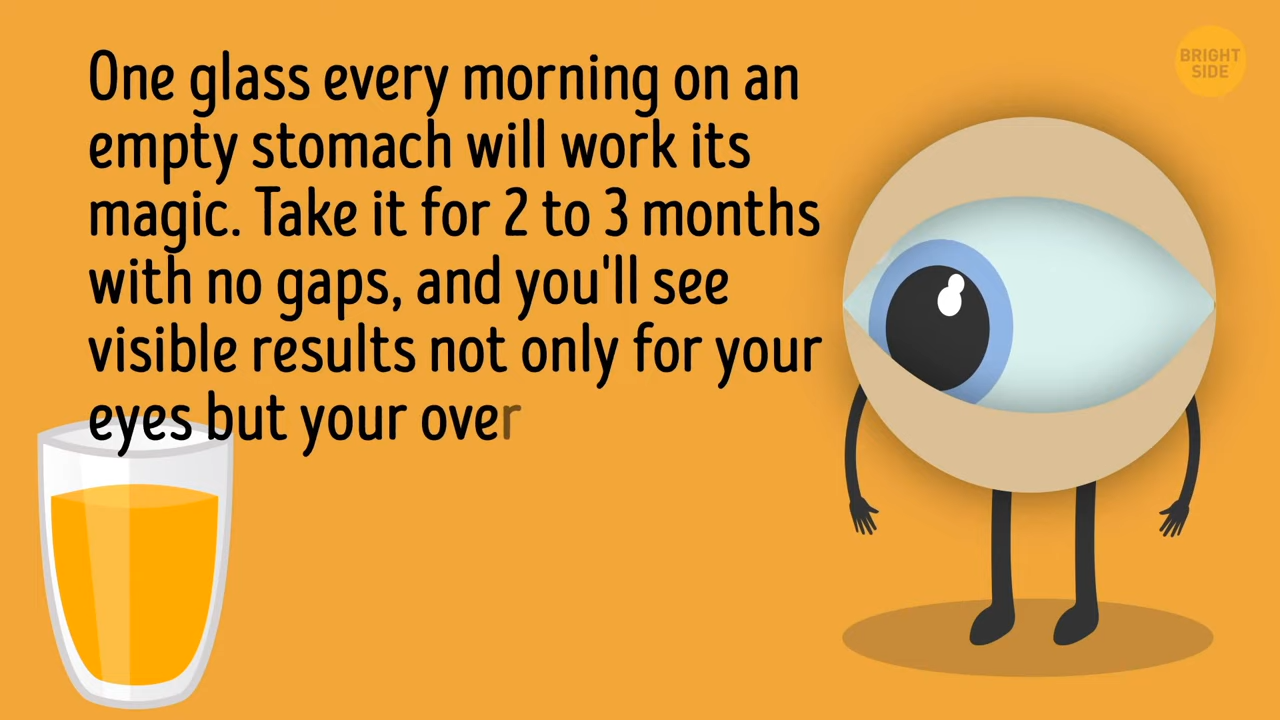 One glass every morning on an
empty stomach will work its
magic. Take it for 2 to 3 months
with no gaps, and you'll see
visible results not only for your
eyes but your over
BRIGHT
SIDE